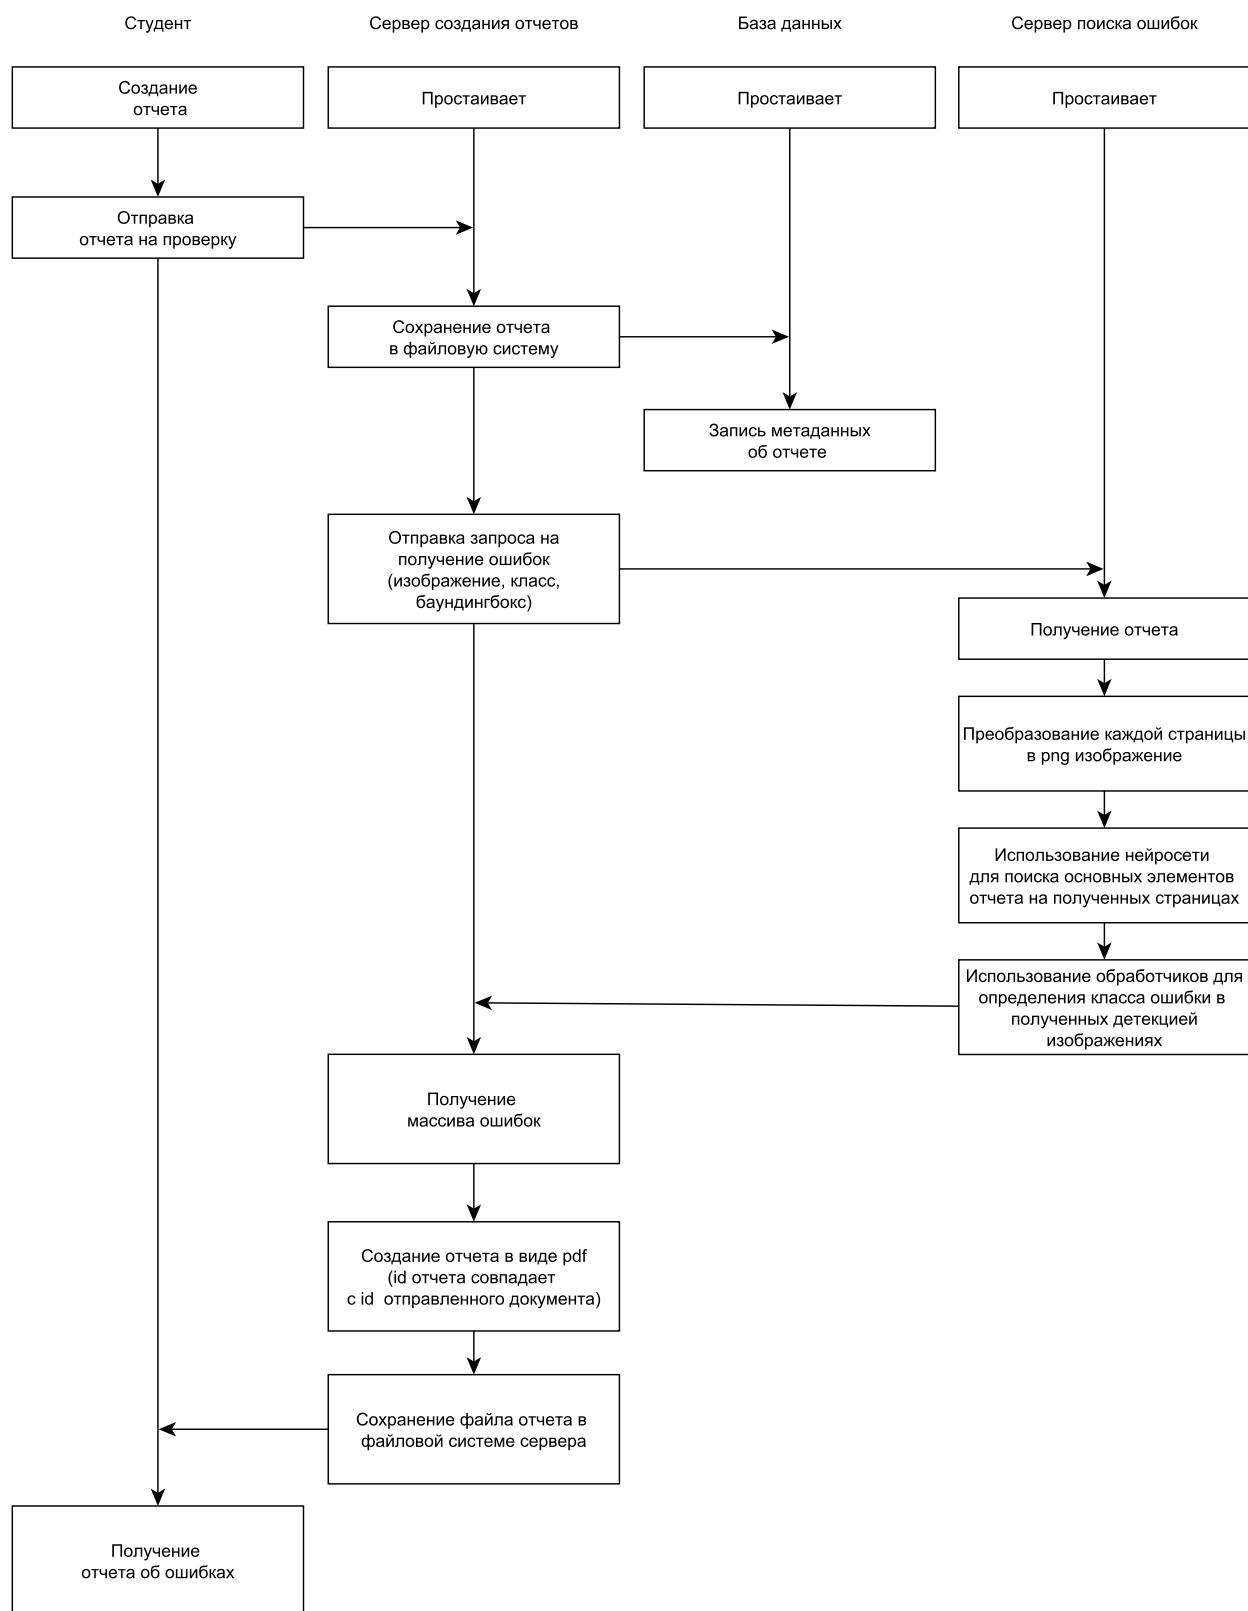 Студент
Сервер создания отчетов
База данных
Сервер поиска ошибок
Создание
отчета
Простаивает
Простаивает
Простаивает
Отправка
отчета на проверку
Сохранение отчета
в файловую систему
Запись метаданных
об отчете
Отправка запроса на
получение ошибок
(изображение, класс,
баундингбокс)
Получение отчета
Преобразование каждой страницы
в png изображение
Использование нейросети
для поиска основных элементов
отчета на полученных страницах
Использование обработчиков для
определения класса ошибки в
полученных детекцией
изображениях
Получение
массива ошибок
Создание отчета в виде pdf
(id отчета совпадает
с id отправленного документа)
Сохранение файла отчета в
файловой системе сервера
Получение
отчета об ошибках